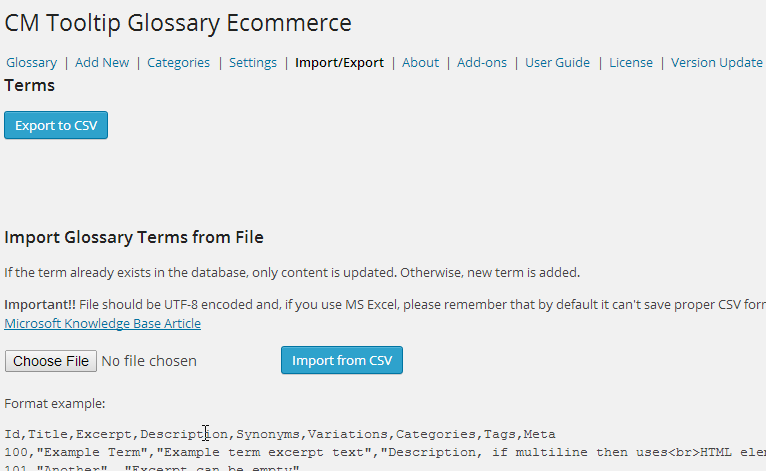 CM Tooltip Glossary Ecommerce
Glossary | Add New | Categories | Settings | Import/Export | About | Add-ons | User Guide | License | Version Update
Terms
Export to CSV
Import Glossary Terms from File
If the term already exists in the database, only content is updated. Otherwise, new term is added.
Important!! File should be UTF-8 encoded and, if you use MS Excel, please remember that by default it can't save proper CSV for
Microsoft Knowledge Base Article
Choose File No file chosen Import from CSV
Format example:
Id,Title,Excerpt,Description,Synonyms,Variations,Categories,Tags,Meta
100,"Example Term","Example term excerpt text","Description, if multiline then uses<br>HTML ele
101,"Another", "Excerpt can be empty"